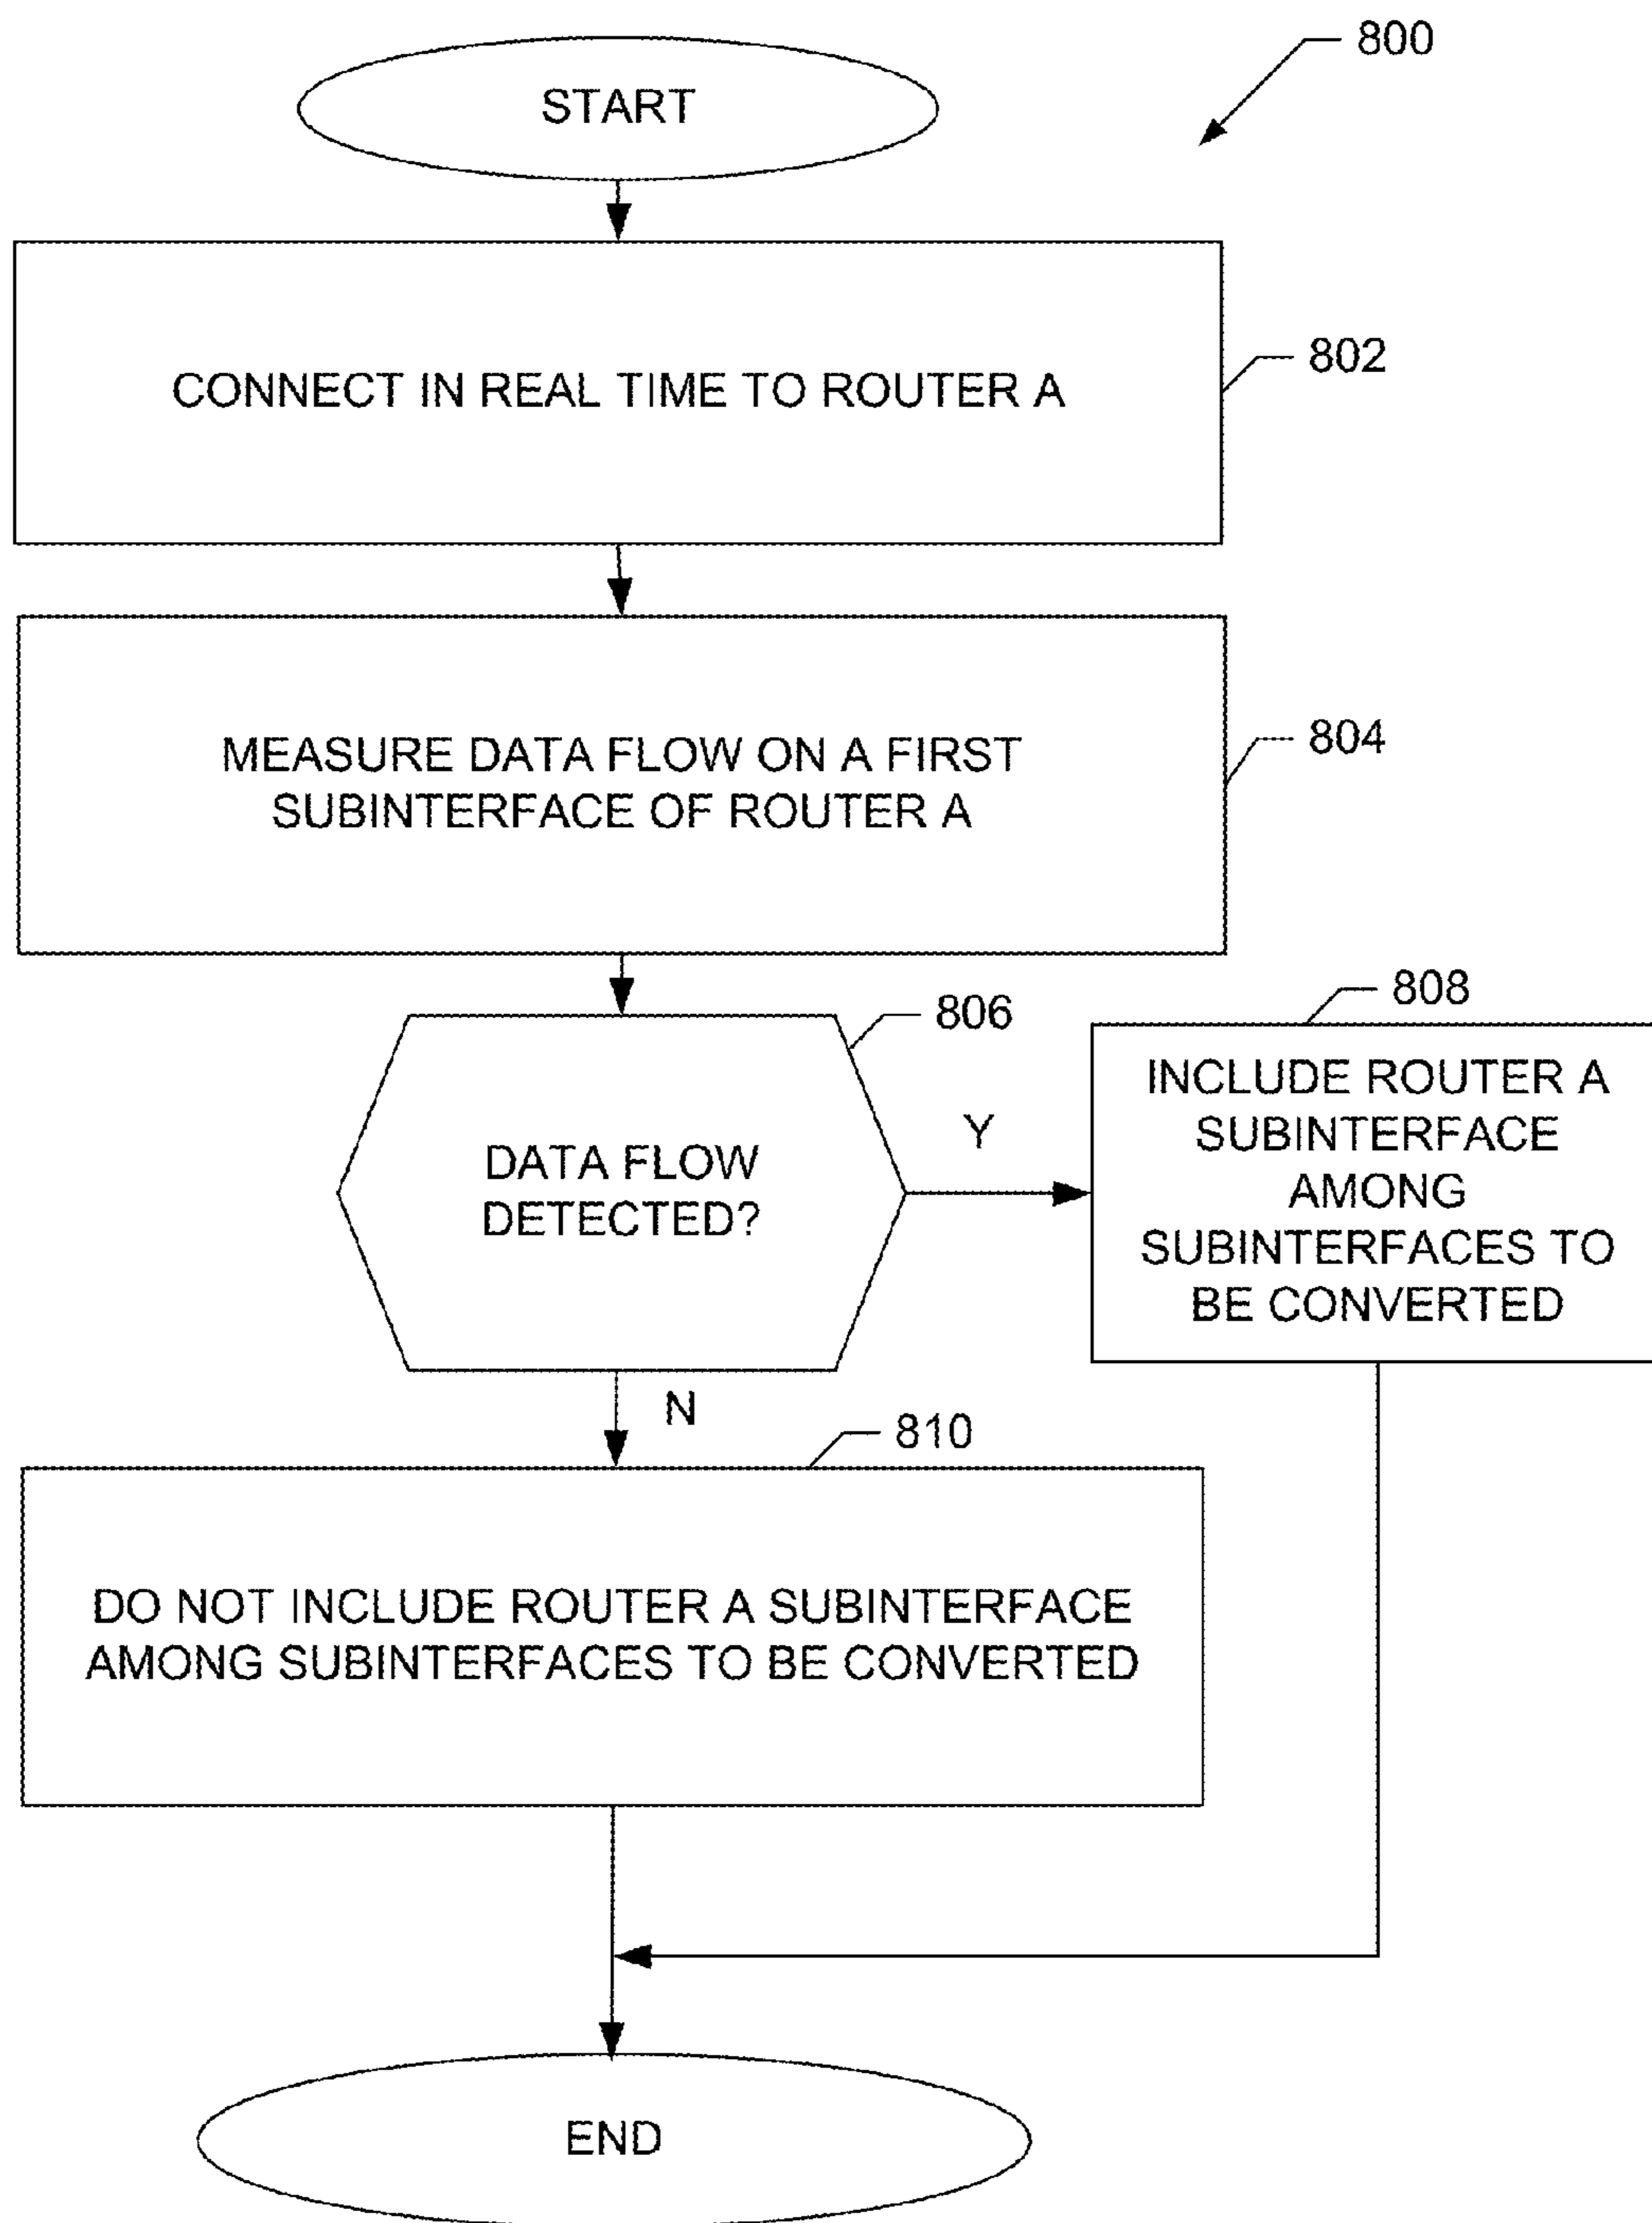 START
800
CONNECT IN REAL TIME TO ROUTER A
802
MEASURE DATA FLOW ON A FIRST
SUBINTERFACE OF ROUTER A
804
DATA FLOW
DETECTED?
806
Y
808
INCLUDE ROUTER A
SUBINTERFACE
AMONG
SUBINTERFACES TO
BE CONVERTED
N
810
DO NOT INCLUDE ROUTER A SUBINTERFACE
AMONG SUBINTERFACES TO BE CONVERTED
END